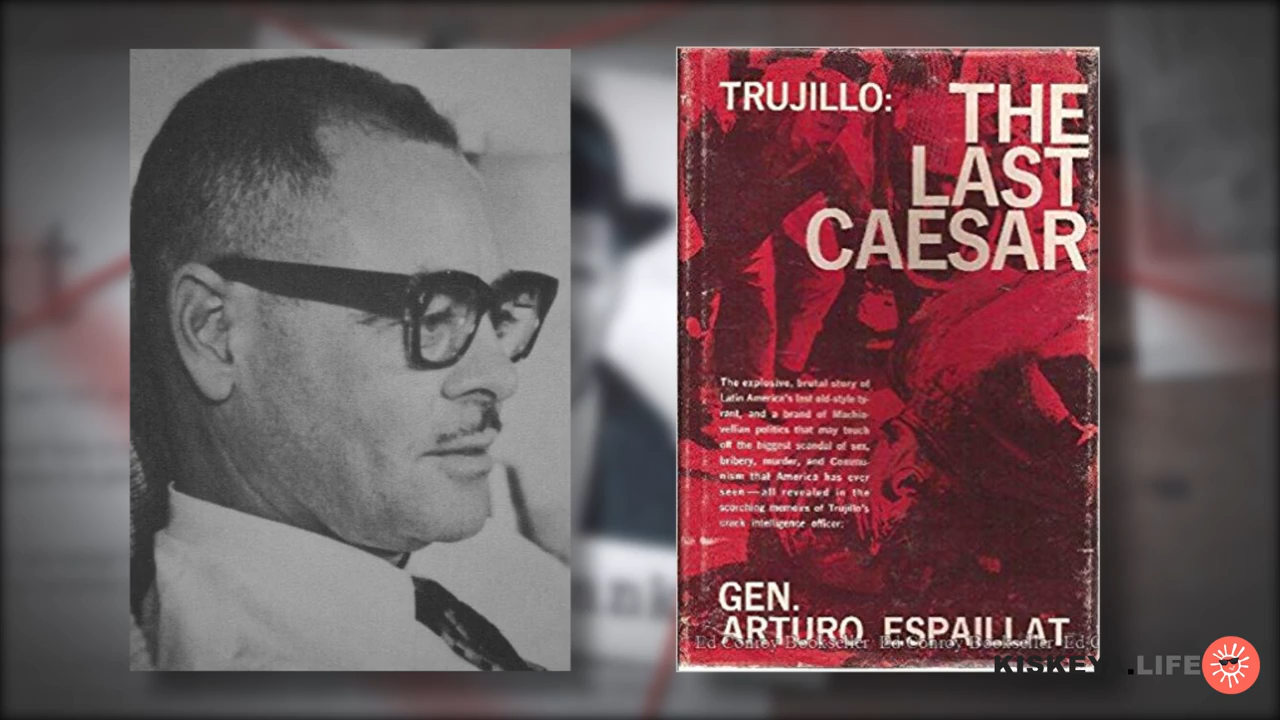 TRUJILLO:
THE
LAST
CAESAR
The explosive, brutal story of
Latin America's last old-style ty-
rant, and a brand of Machia-
vellian politics that may touch
off the biggest scandal of sex,
bribery, murder, and Commu-
nism that America has ever
seen—all revealed in the
scorching memoirs of Trujillo's
crack intelligence officer:
GEN.
ARTURO ESPAILLAT
Ed Conroy Bookseller Ed Conroy Bookseller Ed C
KISKEY .LIFE